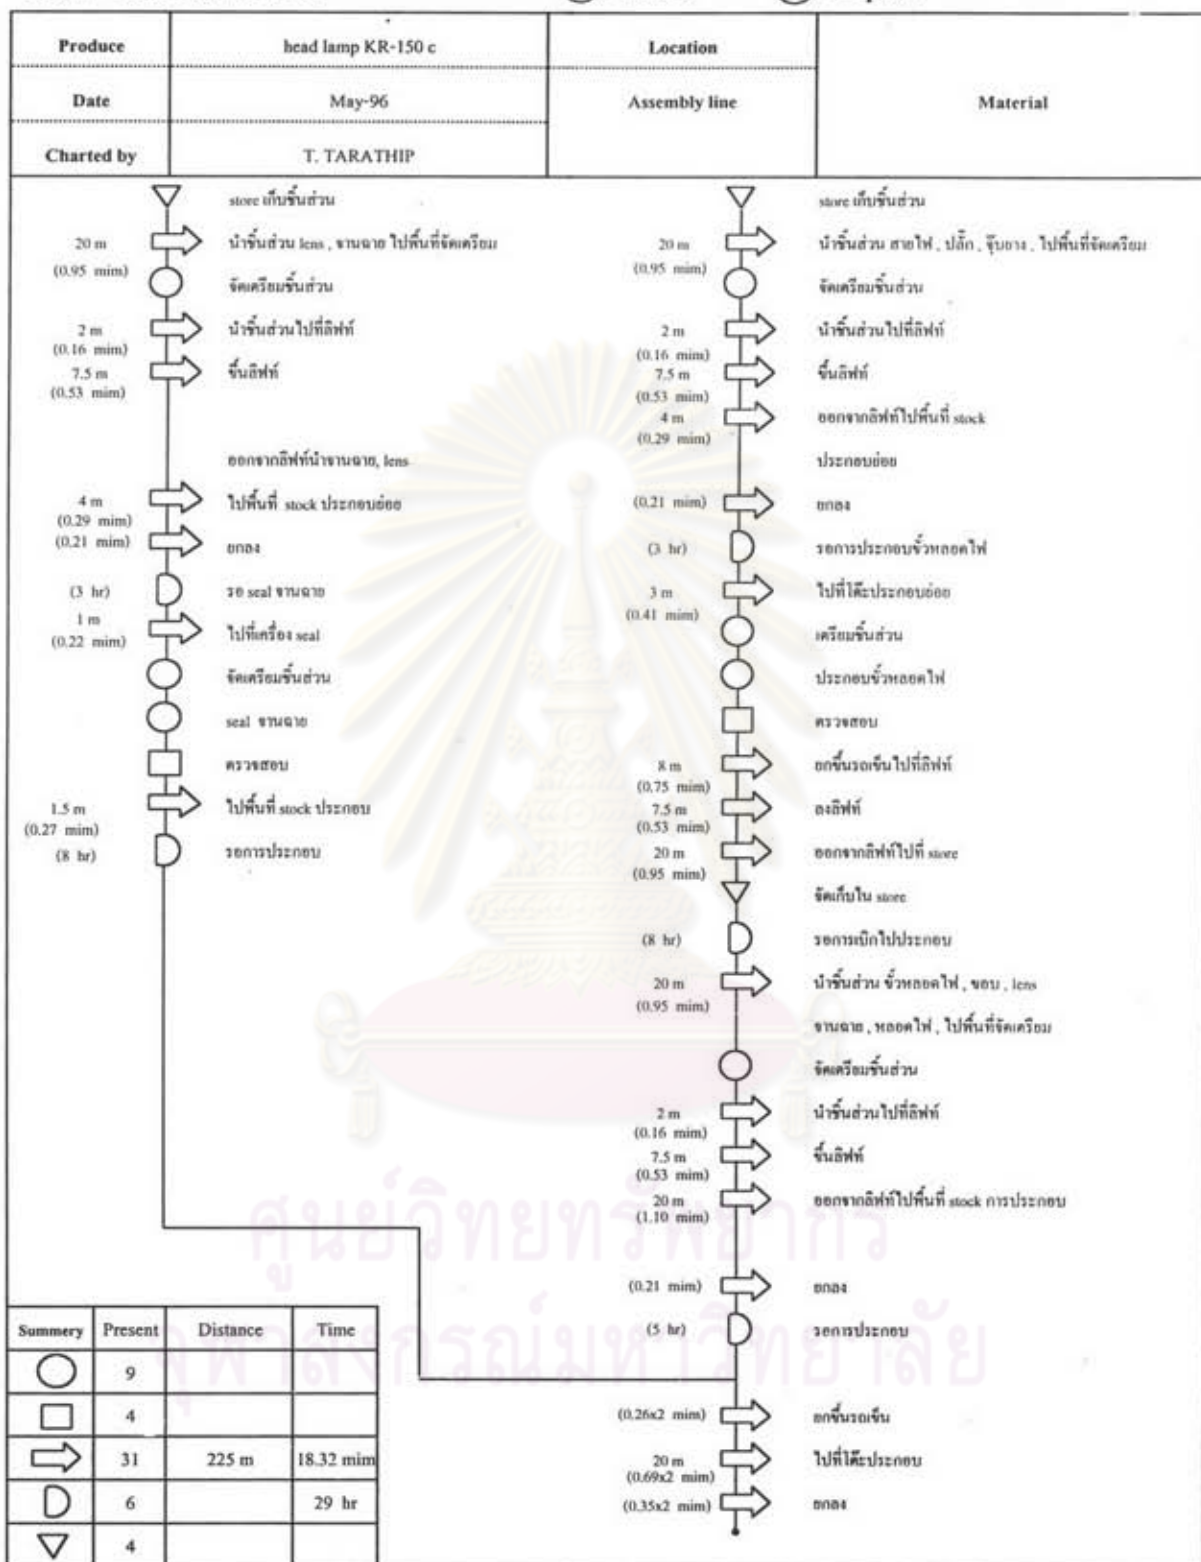 Produce head lamp KR-150 c Location Material
Date May-96 Assembly line
Charted by T. TARATHIP
store เก็บชิ้นส่วน
20 m นำชิ้นส่วน lens , จานฉาย ไปพื้นที่จัดเตรียม
(0.95 mim)
จัดเตรียมชิ้นส่วน
2 m นำชิ้นส่วนไปที่ลิฟท์
(0.16 mim)
7.5 m ขึ้นลิฟท์
(0.53 mim)
ออกจากลิฟท์นำจานฉาย, lens
4 m ไปพื้นที่ stock ประกอบย่อย
(0.29 mim)
(0.21 mim) ยกลง
(3 hr) รอ seal จานฉาย
1 m ไปที่เครื่อง seal
(0.22 mim)
จัดเตรียมชิ้นส่วน
seal จานฉาย
ตรวจสอบ
1.5 m ไปพื้นที่ stock ประกอบ
(0.27 mim)
(8 hr) รอการประกอบ
store เก็บชิ้นส่วน
20 m นำชิ้นส่วน สายไฟ , ปลั๊ก , จุ๊บยาง , ไปพื้นที่จัดเตรียม
(0.95 mim)
จัดเตรียมชิ้นส่วน
2 m นำชิ้นส่วนไปที่ลิฟท์
(0.16 mim)
7.5 m ขึ้นลิฟท์
(0.53 mim)
4 m ออกจากลิฟท์ไปพื้นที่ stock
(0.29 mim)
ประกอบย่อย
(0.21 mim) ยกลง
(3 hr) รอการประกอบขั้วหลอดไฟ
3 m ไปที่โต๊ะประกอบย่อย
(0.41 mim)
เตรียมชิ้นส่วน
ประกอบขั้วหลอดไฟ
ตรวจสอบ
8 m ยกขึ้นรถเข็นไปที่ลิฟท์
(0.75 mim)
7.5 m ลงลิฟท์
(0.53 mim)
20 m ออกจากลิฟท์ไปที่ store
(0.95 mim)
จัดเก็บใน store
(8 hr) รอการเบิกไปประกอบ
20 m นำชิ้นส่วน ขั้วหลอดไฟ , ขอบ , lens
(0.95 mim)
จานฉาย , หลอดไฟ , ไปพื้นที่จัดเตรียม
จัดเตรียมชิ้นส่วน
2 m นำชิ้นส่วนไปที่ลิฟท์
(0.16 mim)
7.5 m ขึ้นลิฟท์
(0.53 mim)
20 m ออกจากลิฟท์ไปพื้นที่ stock การประกอบ
(1.10 mim)
(0.21 mim) ยกลง
(5 hr) รอการประกอบ
(0.26x2 mim) ยกขึ้นรถเข็น
20 m ไปที่โต๊ะประกอบ
(0.69x2 mim)
(0.35x2 mim) ยกลง
Summery Present Distance Time
9
4
31 225 m 18.32 mim
6 29 hr
4
ศูนย์วิทยทรัพยากร
จุฬาลงกรณ์มหาวิทยาลัย